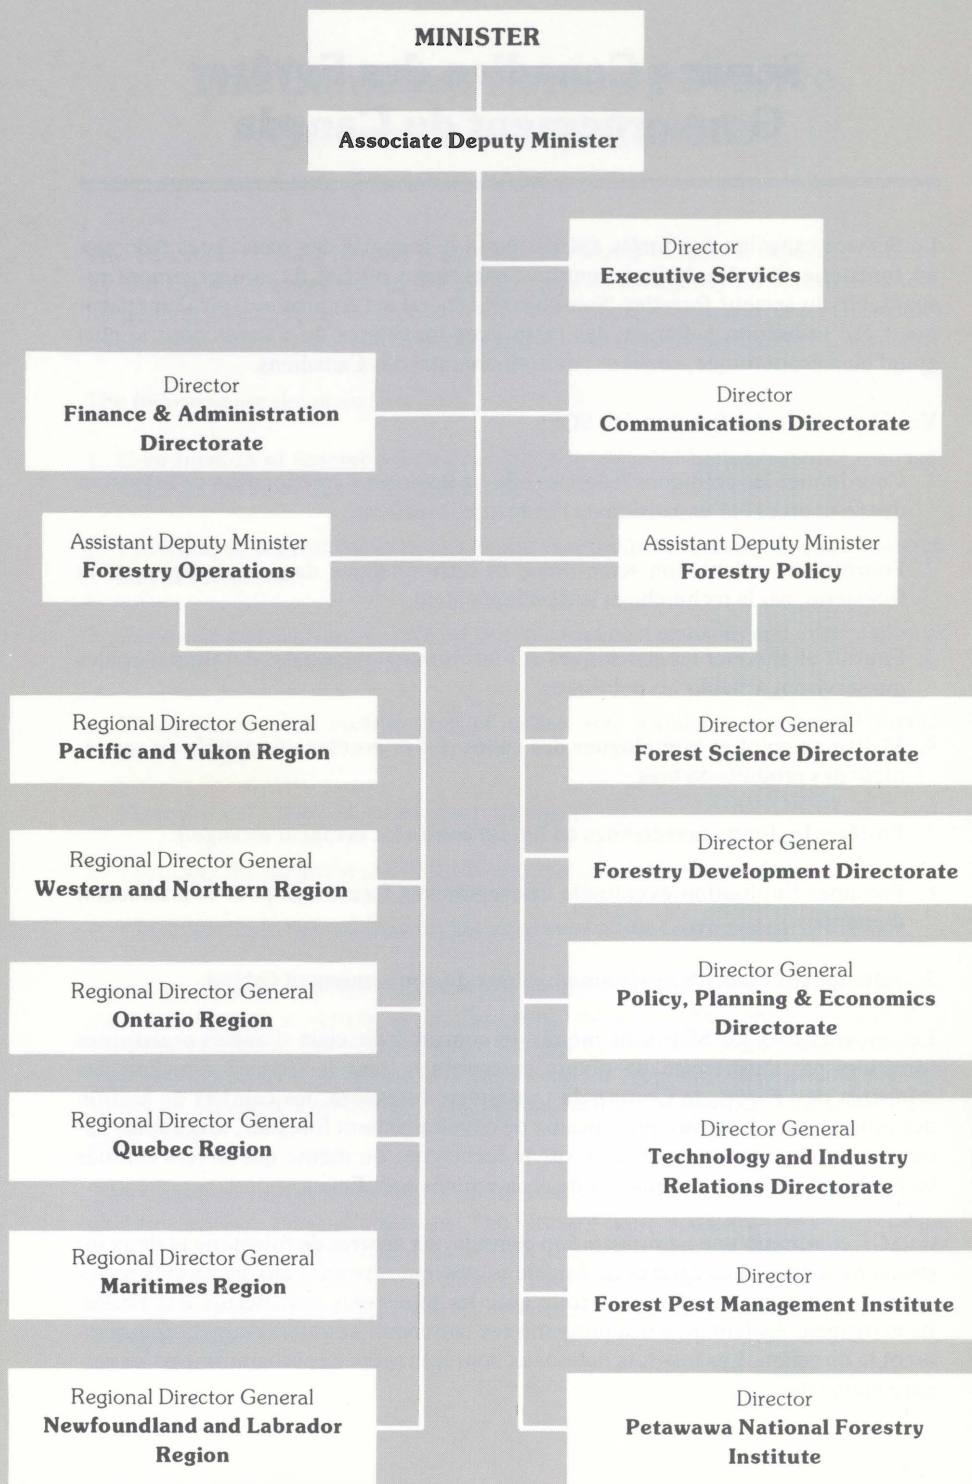 MINISTER
Associate Deputy Minister
Director
Executive Services
Director
Finance & Administration
Directorate
Director
Communications Directorate
Assistant Deputy Minister
Forestry Operations
Assistant Deputy Minister
Forestry Policy
Regional Director General
Pacific and Yukon Region
Director General
Forest Science Directorate
Regional Director General
Western and Northern Region
Director General
Forestry Development Directorate
Regional Director General
Ontario Region
Director General
Policy, Planning & Economics
Directorate
Regional Director General
Quebec Region
Director General
Technology and Industry
Relations Directorate
Regional Director General
Maritimes Region
Director
Forest Pest Management Institute
Regional Director General
Newfoundland and Labrador
Region
Director
Petawawa National Forestry
Institute